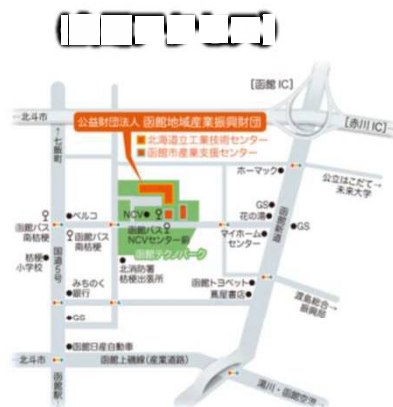 [函館IC]
←北斗市
[赤川IC]
公益財団法人 函館地域産業振興財団
北海道立工業技術センター
函館市産業支援センター
↑七飯町
ホーマック
公立はこだて→
未来大学
ベルコ
NCV
GS
花の湯
GS
函館バス
南桔梗
函館バス
南桔梗
函館バス
NCVセンター前
マイホーム
センター
函館新道
函館テクノパーク
桔梗
小学校
国道5号
北消防署
桔梗出張所
みちのく
銀行
函館トヨペット
蔦屋書店
渡島総合→
振興局
GS
函館日産自動車
←北斗市
函館上磯線(産業道路)
函館駅↓
湯川・函館空港